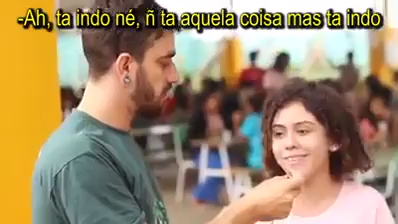 -Ah, ta indo né, ñ ta aquela coisa mas ta indo